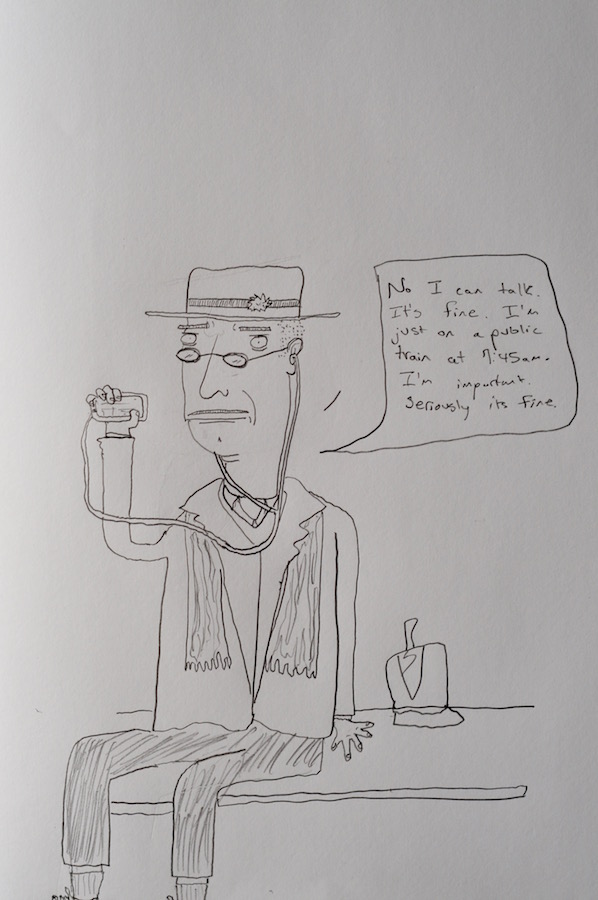 No I can talk.
It's fine. I'm
just on a public
train at 7:45am.
I'm important.
Seriously its fine.